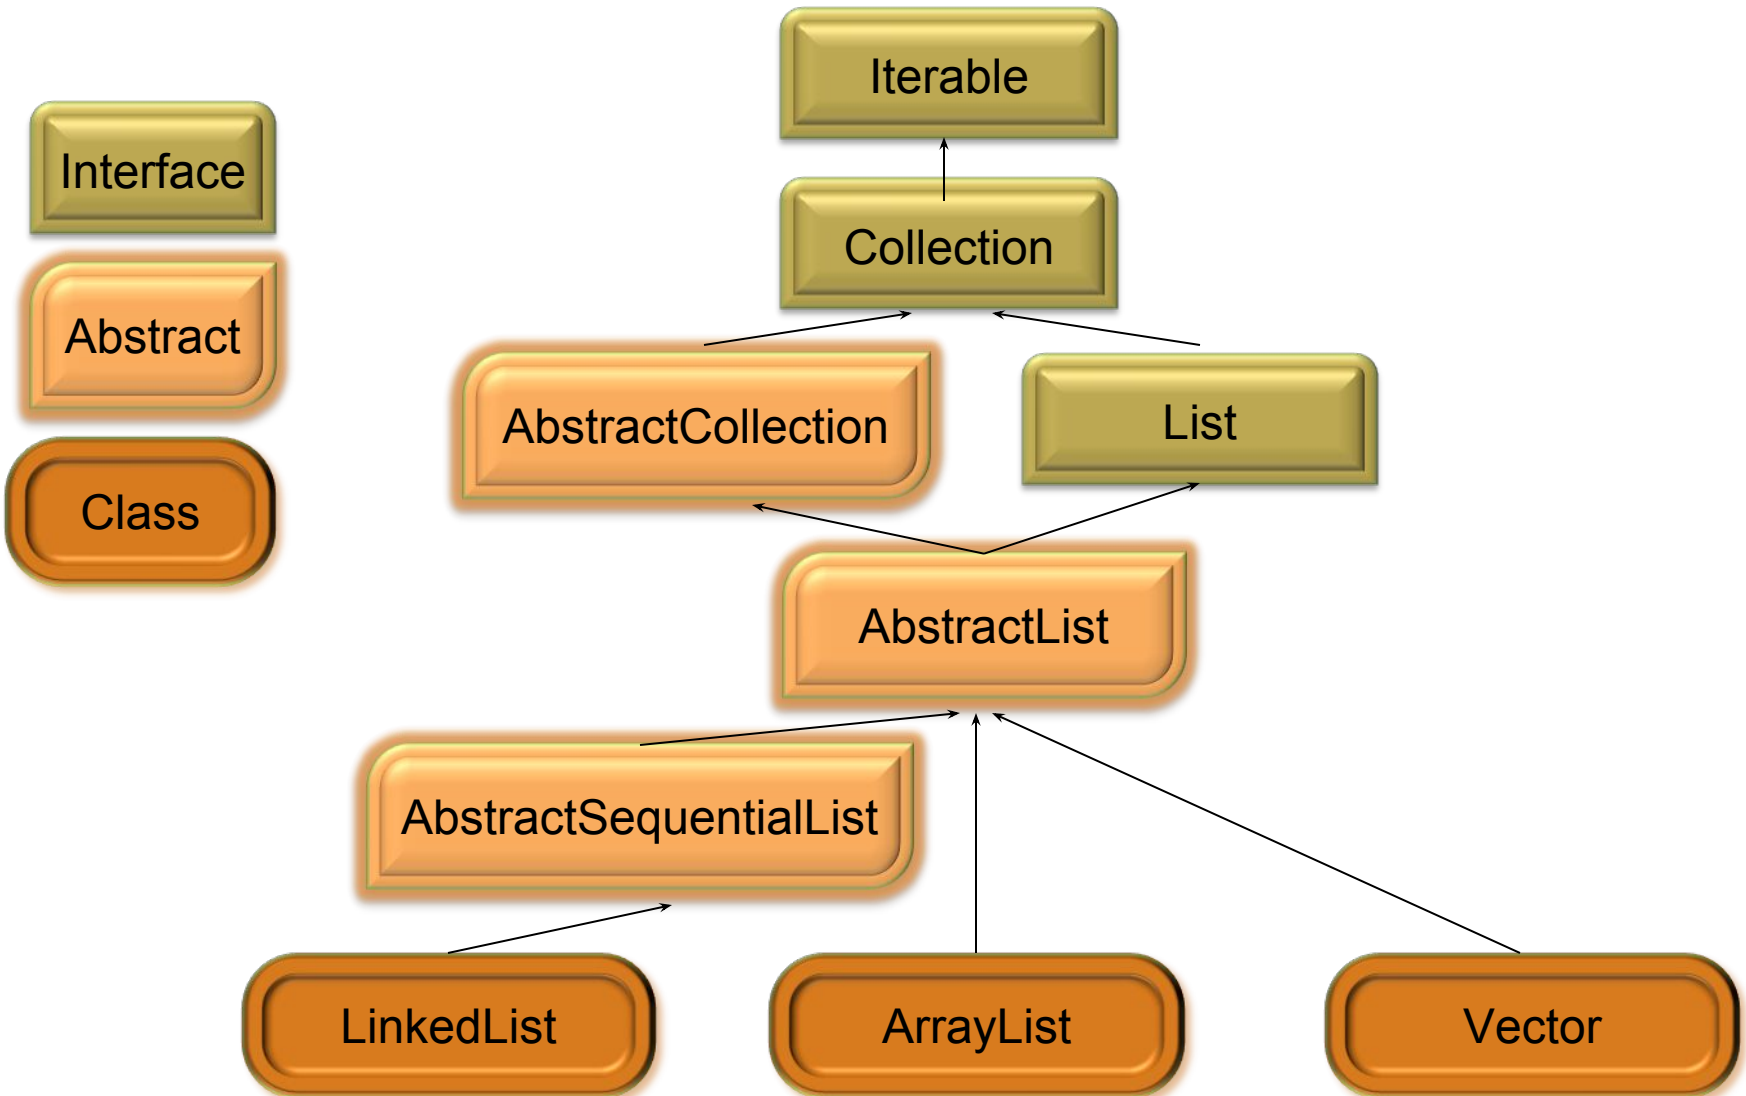 Iterable
Interface
Collection
Abstract
AbstractCollection
List
Class
AbstractList
AbstractSequentialList
LinkedList
ArrayList
Vector